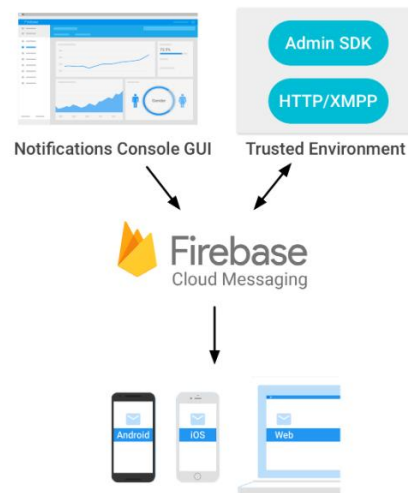 Admin SDK
HTTP/XMPP
Notifications Console GUI
Trusted Environment
Firebase
Cloud Messaging
Android
iOS
Web